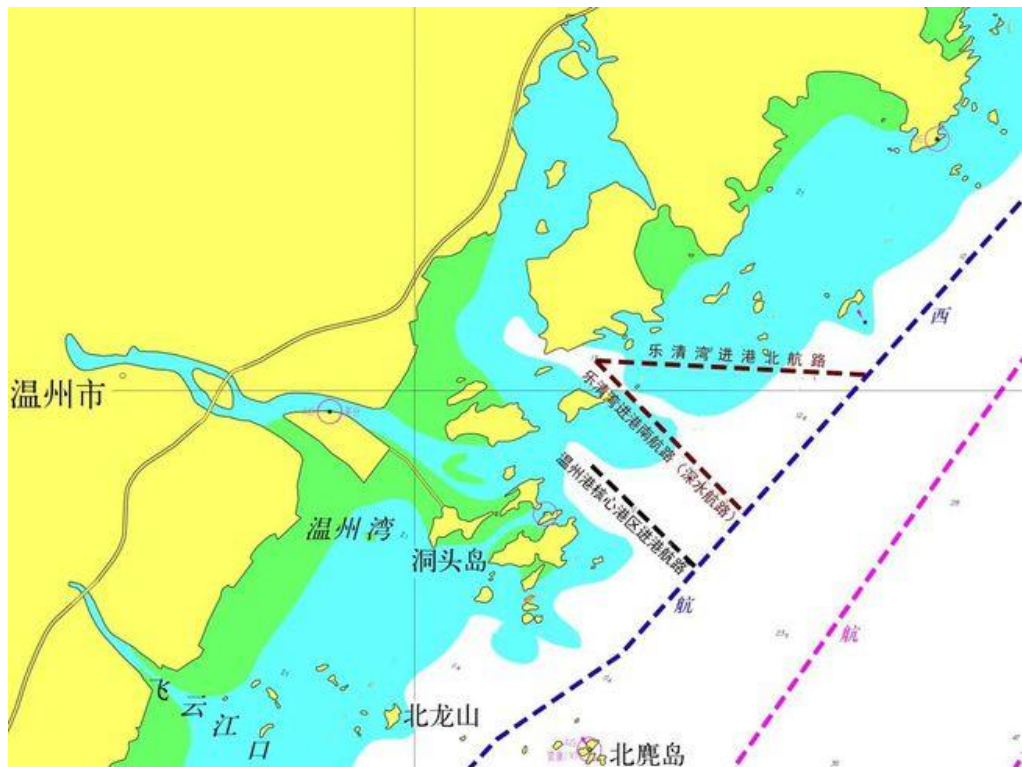 西
乐清湾进港北航路
乐清湾进港南航路(深水航路)
温州市
温州港核心港区进港航路
温州湾
洞头岛
航
航
飞云江口
北龙山
北麂岛